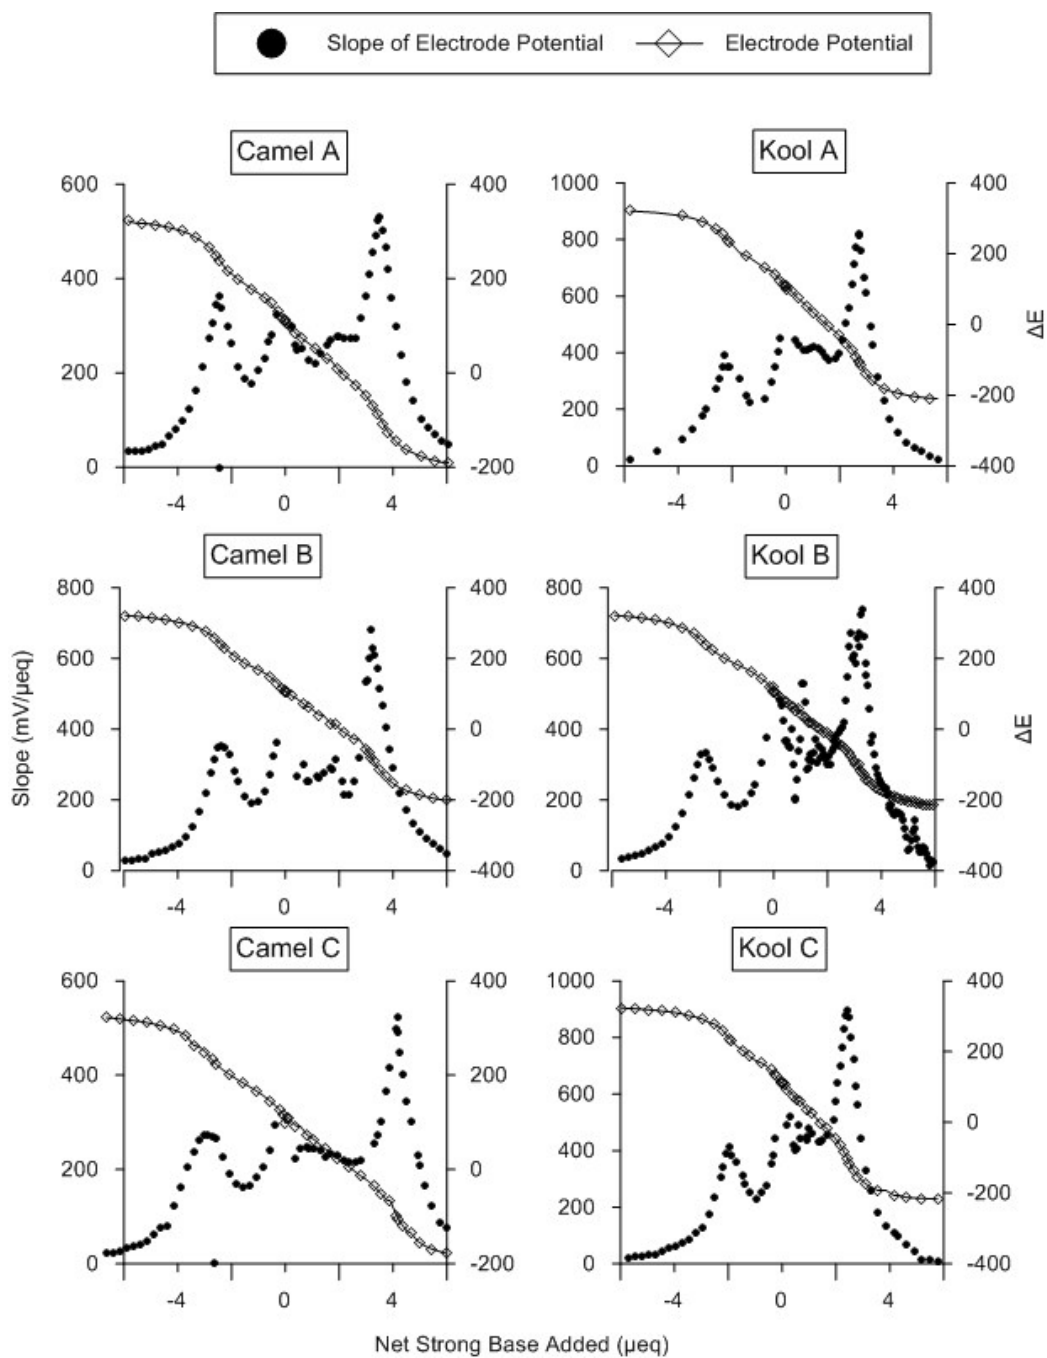 Slope of Electrode Potential Electrode Potential
Camel A Kool A
600 400 1000 400
800 200
400 200
600 0 ΔE
200 0 400 -200
200
0 -200 0 -400
-4 0 4 -4 0 4
Camel B Kool B
800 400 800 400
600 200 600 200
Slope (mV/µeq) 400 0 400 0 ΔE
200 -200 200 -200
0 -400 0 -400
-4 0 4 -4 0 4
Camel C Kool C
600 400 1000 400
800 200
400 200
600 0
200 0 400 -200
200
0 -200 0 -400
-4 0 4 -4 0 4
Net Strong Base Added (µeq)